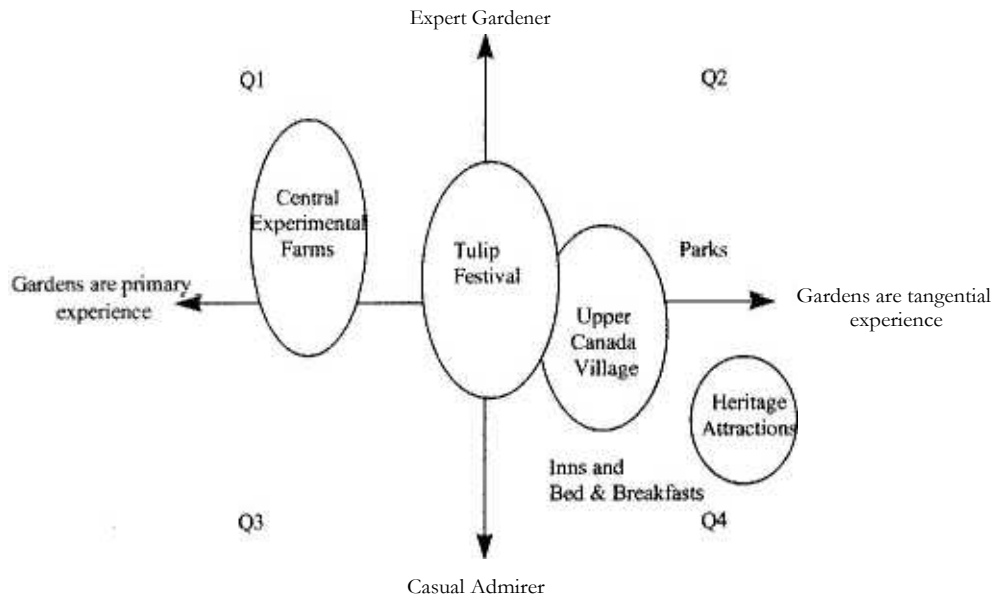 Expert Gardener
Q1
Q2
Central
Experimental
Farms
Tulip
Festival
Parks
Gardens are primary
experience
Gardens are tangential
experience
Upper
Canada
Village
Heritage
Attractions
Inns and
Bed & Breakfasts
Q3
Q4
Casual Admirer